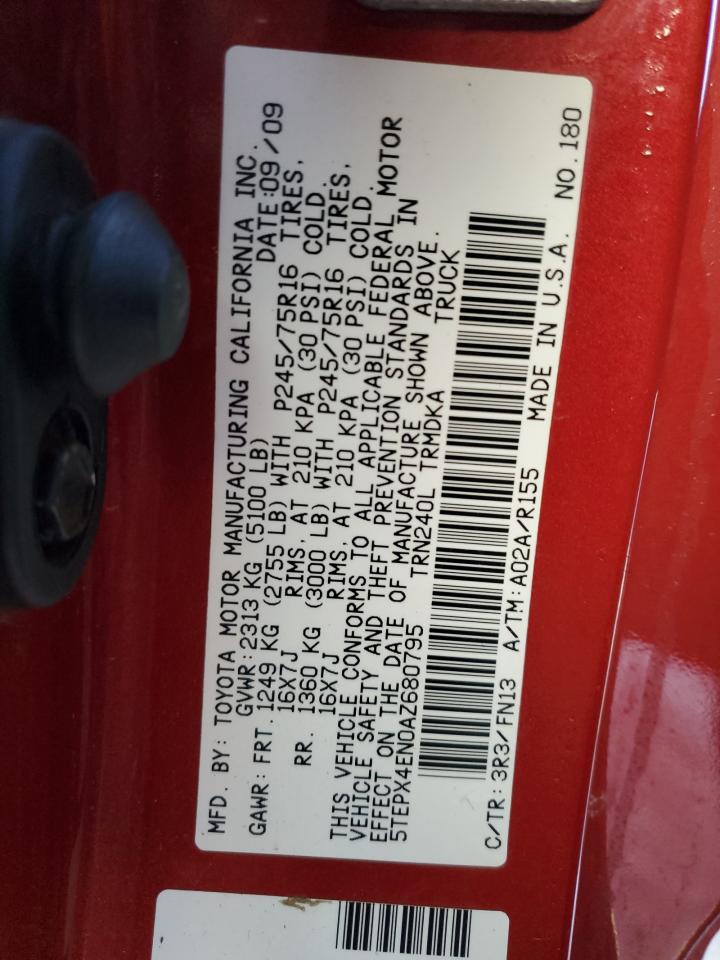 MFD. BY: TOYOTA MOTOR MANUFACTURING CALIFORNIA INC.
GVWR:2313 KG (5100 LB) DATE:09/09
GAWR: FRT. 1249 KG (2755 LB) WITH P245/75R16 TIRES,
16X7J RIMS, AT 210 KPA (30 PSI) COLD.
RR. 1360 KG (3000 LB) WITH P245/75R16 TIRES,
16X7J RIMS, AT 210 KPA (30 PSI) COLD.
THIS VEHICLE CONFORMS TO ALL APPLICABLE FEDERAL MOTOR
VEHICLE SAFETY AND THEFT PREVENTION STANDARDS IN
EFFECT ON THE DATE OF MANUFACTURE SHOWN ABOVE.
5TEPX4EN0AZ680795 TRN240L TRMDKA TRUCK
C/TR: 3R3/FN13 A/TM: A02A/R155 MADE IN U.S.A. NO.180